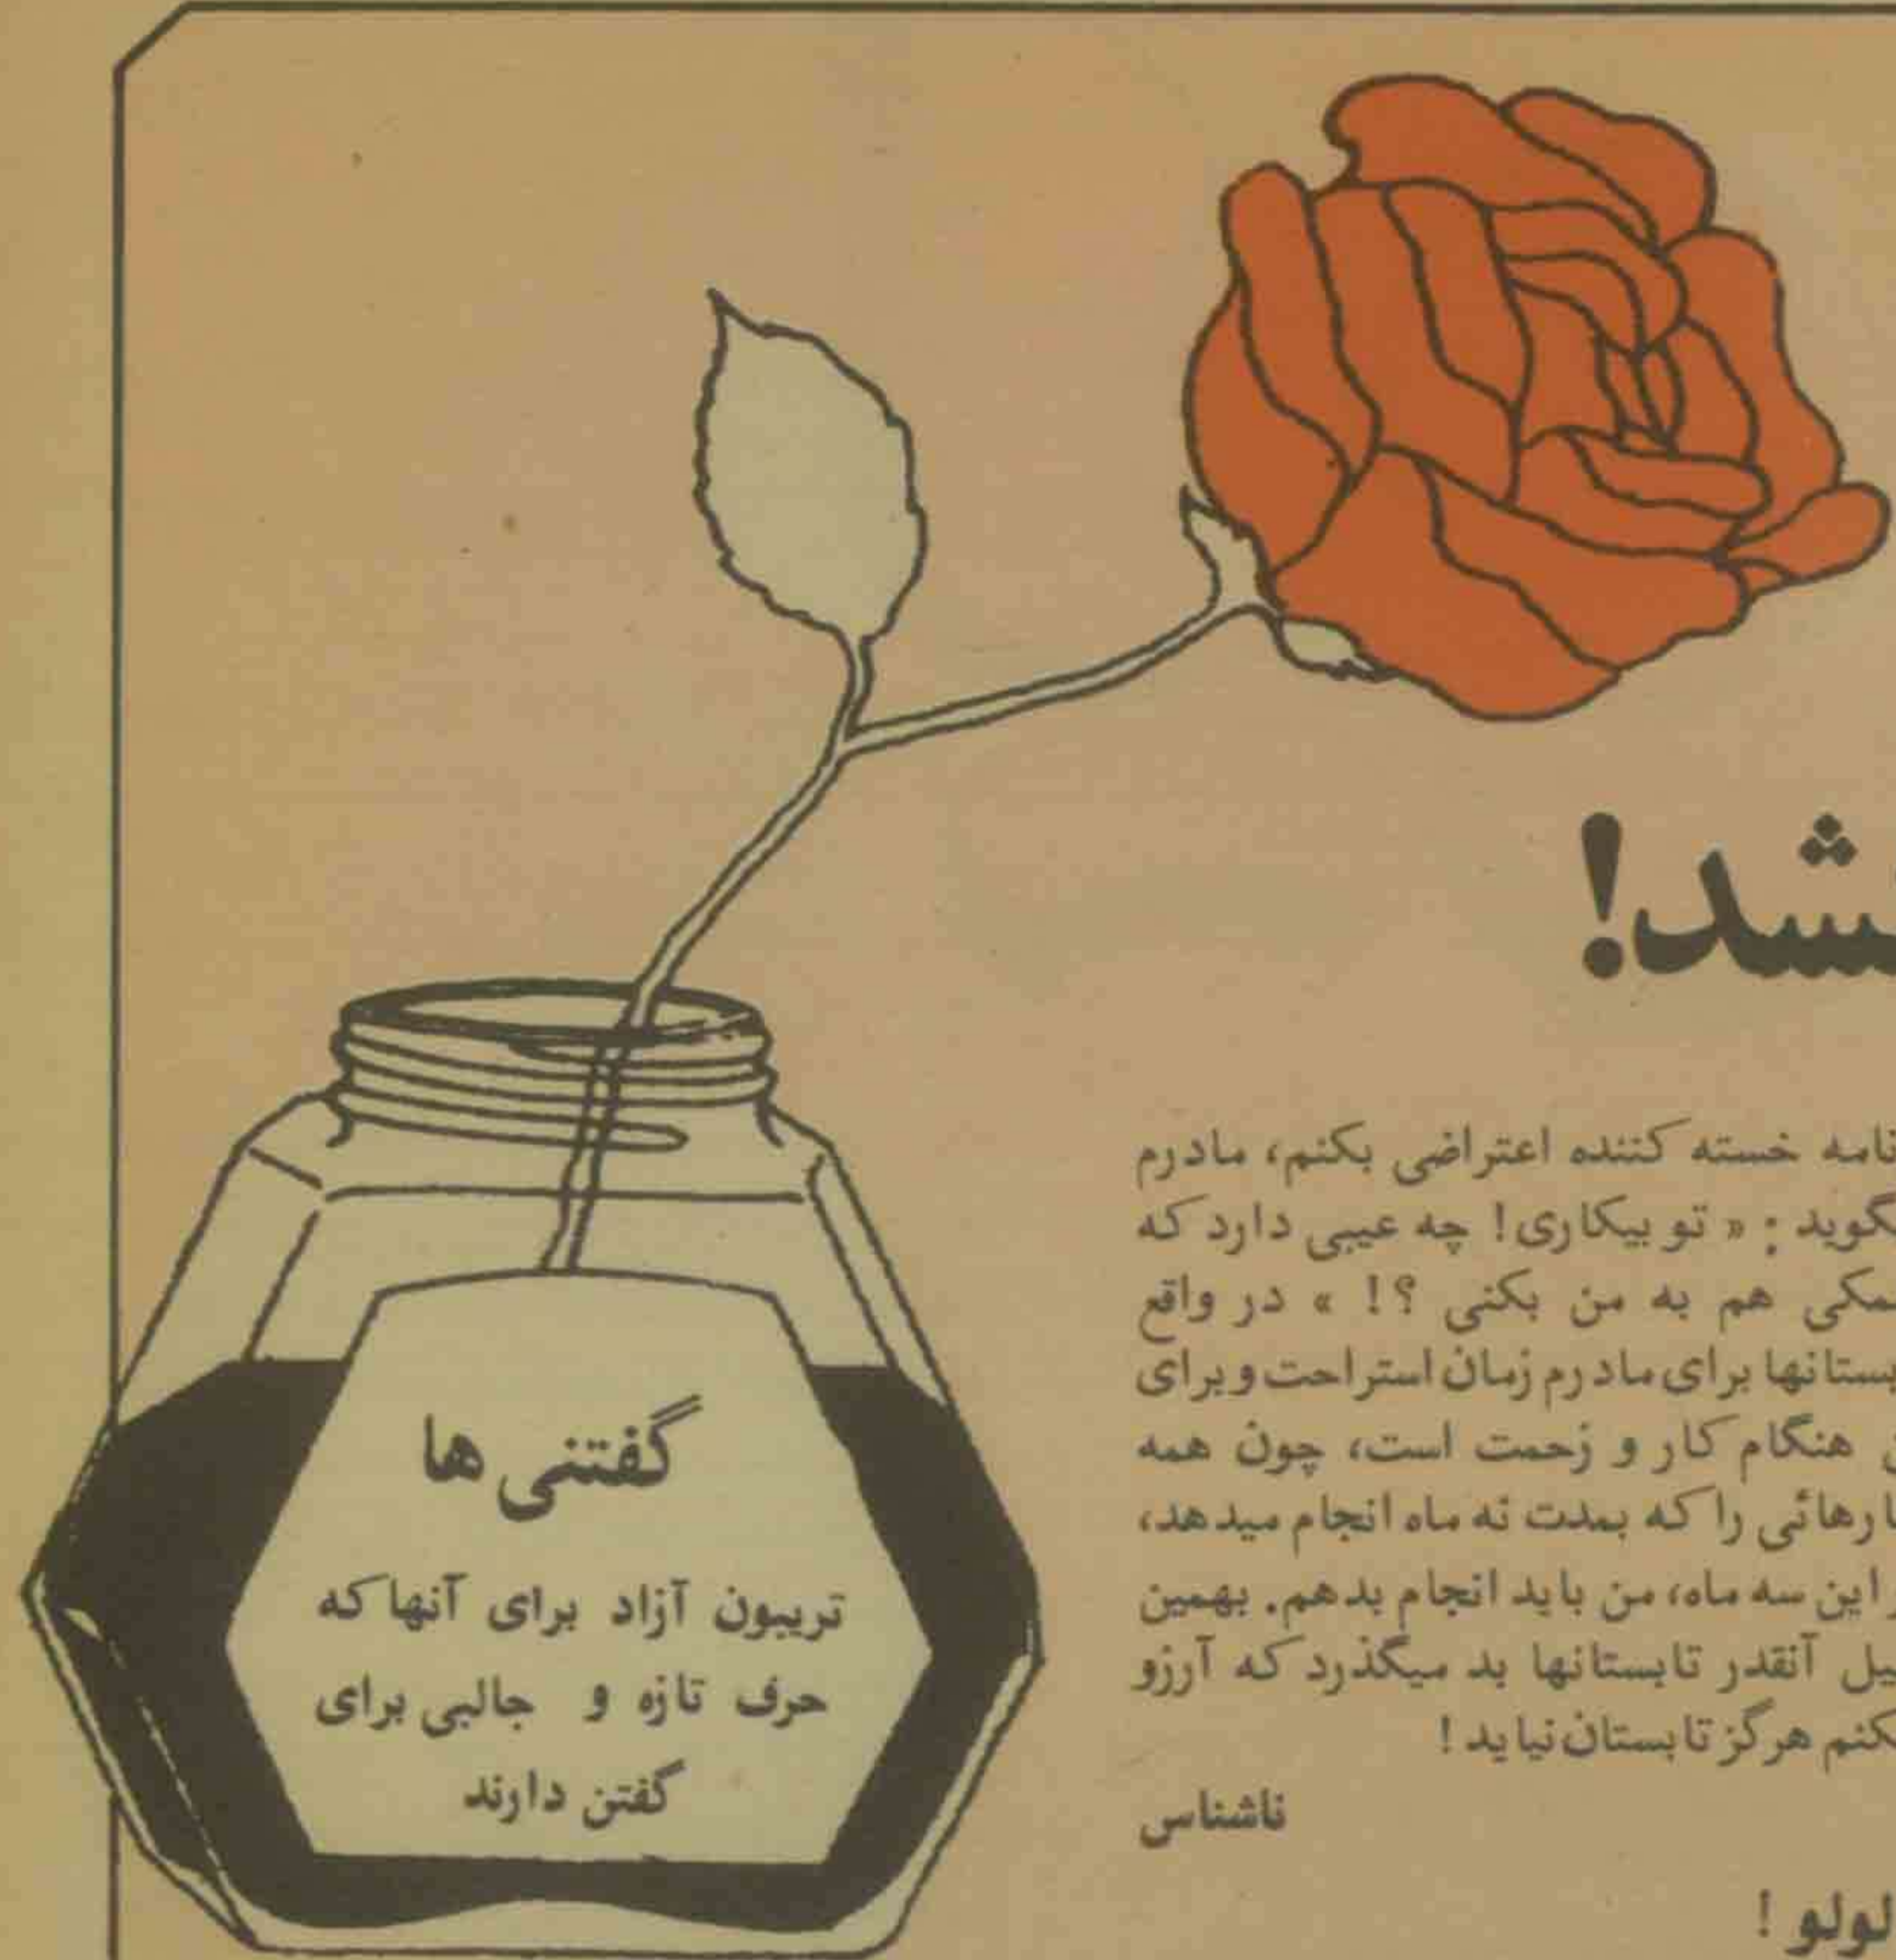 نشد!
نامه خسته کننده اعتراضی بکنم، مادرم
گوید : « تو بیکاری! چه عیبی دارد که
کمکی هم به من بکنی ؟! » در واقع
بستانها برای مادرم زمان استراحت و برای
هنگام کار و زحمت است، چون همه
ارهائی را که بمدت نه ماه انجام میدهد،
این سه ماه، من باید انجام بدهم. بهمین
یل آنقدر تابستانها بد میگذرد که آرزو
کنم هرگز تابستان نیاید !
ناشناس
لولو !
گفتنی ها
تریبون آزاد برای آنها که
حرف تازه و جالبی برای
گفتن دارند